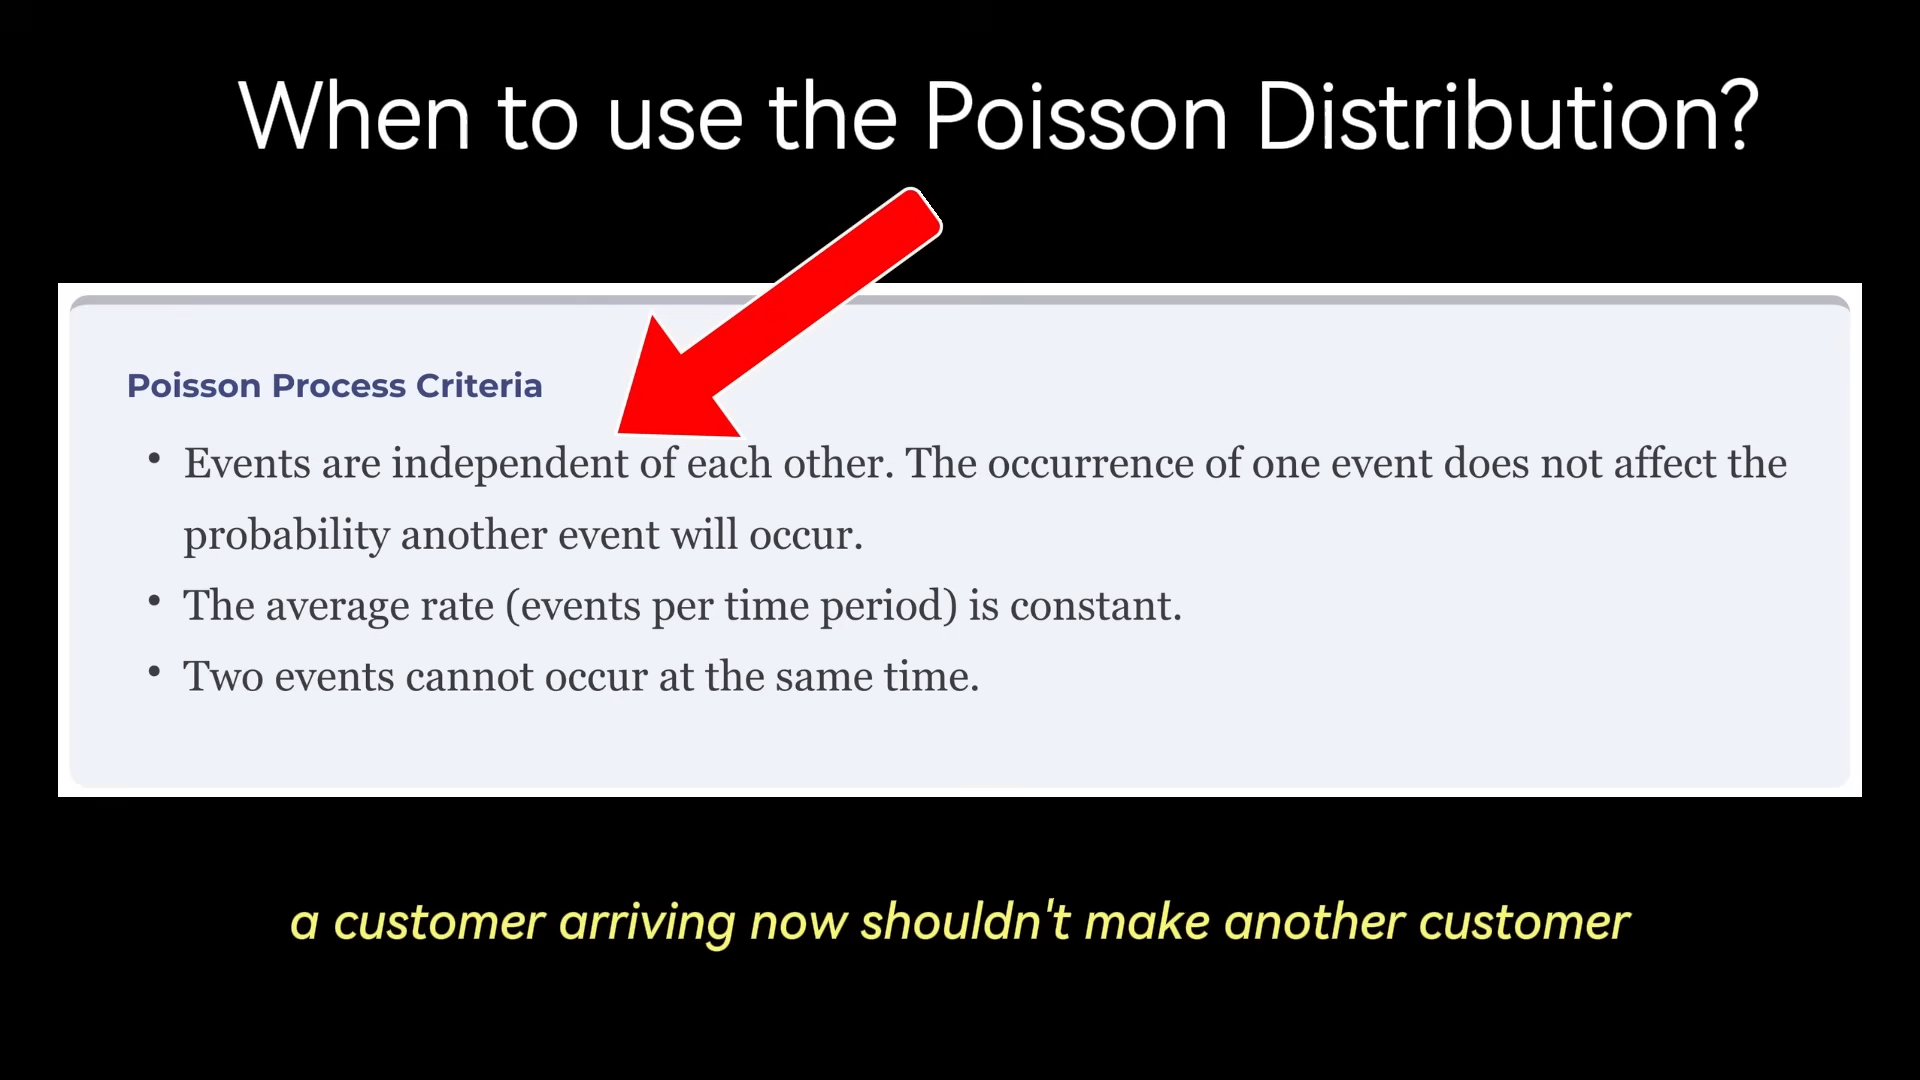 When to use the Poisson Distribution?
Poisson Process Criteria
• Events are independent of each other. The occurrence of one event does not affect the
probability another event will occur.
• The average rate (events per time period) is constant.
• Two events cannot occur at the same time.
a customer arriving now shouldn't make another customer